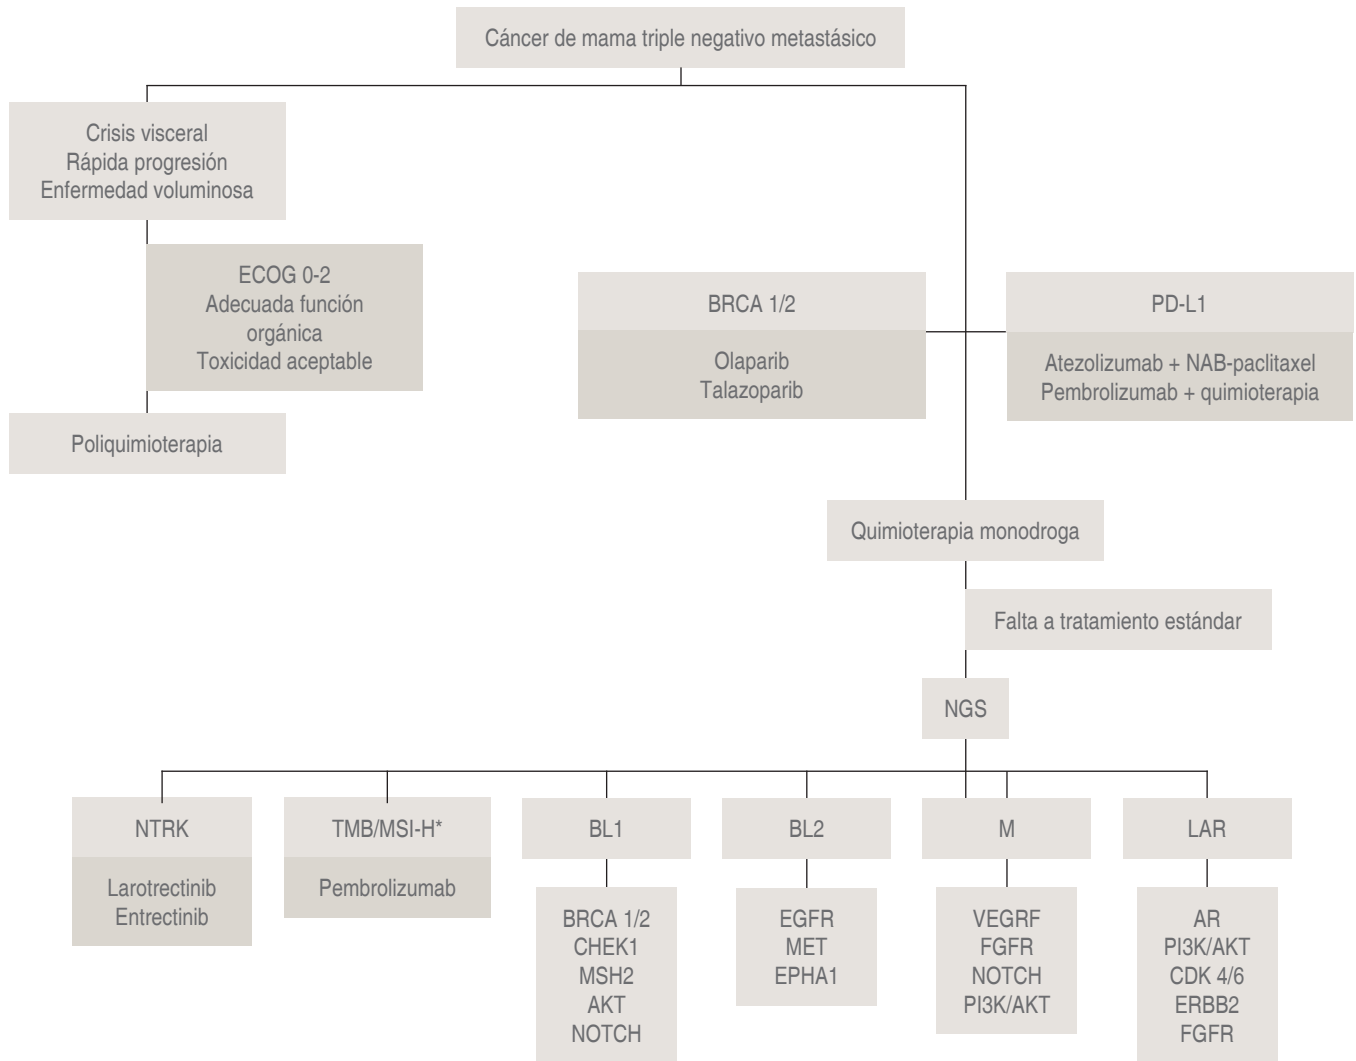 Cáncer de mama triple negativo metastásico
Crisis visceral
Rápida progresión
Enfermedad voluminosa
ECOG 0-2
Adecuada función
orgánica
Toxicidad aceptable
Poliquimioterapia
BRCA 1/2
Olaparib
Talazoparib
PD-L1
Atezolizumab + NAB-paclitaxel
Pembrolizumab + quimioterapia
Quimioterapia monodroga
Falta a tratamiento estándar
NGS
NTRK
Larotrectinib
Entrectinib
TMB/MSI-H*
Pembrolizumab
BL1
BRCA 1/2
CHEK1
MSH2
AKT
NOTCH
BL2
EGFR
MET
EPHA1
M
VEGRF
FGFR
NOTCH
PI3K/AKT
LAR
AR
PI3K/AKT
CDK 4/6
ERBB2
FGFR